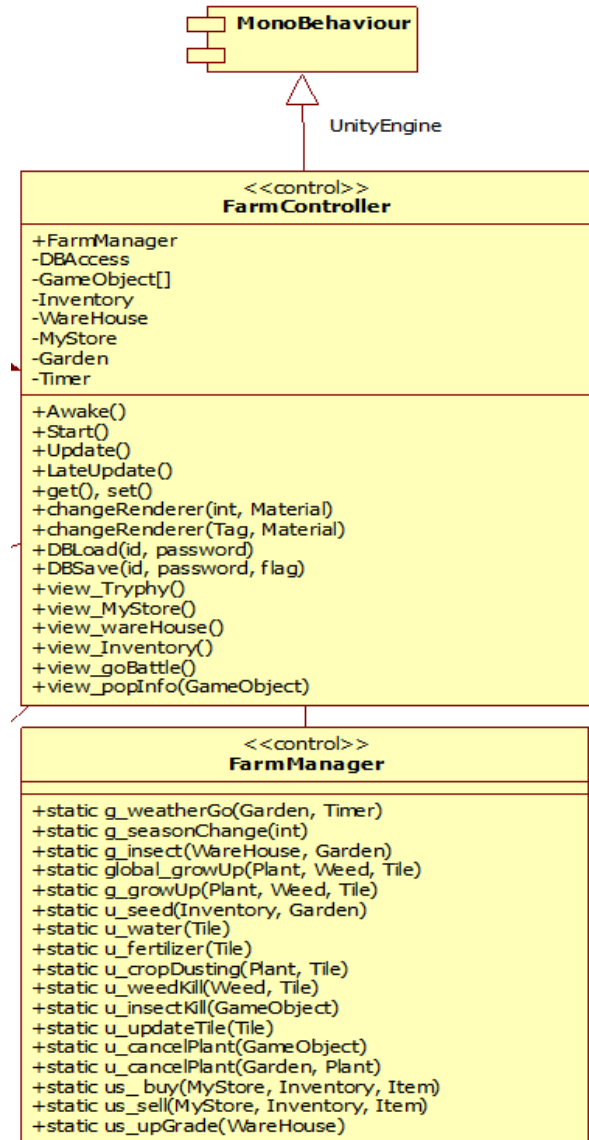 MonoBehaviour
UnityEngine
<<control>>
FarmController
+FarmManager
-DBAccess
-GameObject[]
-Inventory
-WareHouse
-MyStore
-Garden
-Timer
+Awake()
+Start()
+Update()
+LateUpdate()
+get(), set()
+changeRenderer(int, Material)
+changeRenderer(Tag, Material)
+DBLoad(id, password)
+DBSave(id, password, flag)
+view_Tryphy()
+view_MyStore()
+view_wareHouse()
+view_Inventory()
+view_goBattle()
+view_popInfo(GameObject)
<<control>>
FarmManager
+static g_weatherGo(Garden, Timer)
+static g_seasonChange(int)
+static g_insect(WareHouse, Garden)
+static global_growUp(Plant, Weed, Tile)
+static g_growUp(Plant, Weed, Tile)
+static u_seed(Inventory, Garden)
+static u_water(Tile)
+static u_fertilizer(Tile)
+static u_cropDusting(Plant, Tile)
+static u_weedKill(Weed, Tile)
+static u_insectKill(GameObject)
+static u_updateTile(Tile)
+static u_cancelPlant(GameObject)
+static u_cancelPlant(Garden, Plant)
+static us_buy(MyStore, Inventory, Item)
+static us_sell(MyStore, Inventory, Item)
+static us_upGrade(WareHouse)